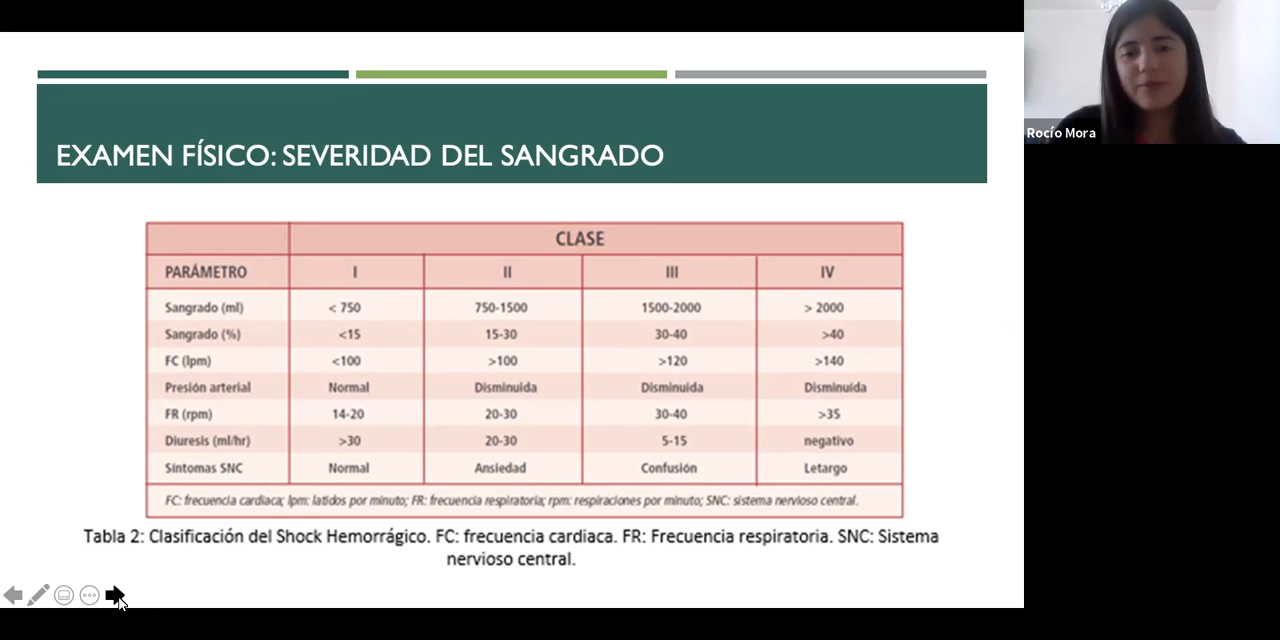 EXAMEN FÍSICO: SEVERIDAD DEL SANGRADO
Rocío Mora
CLASE
PARÁMETRO I II III IV
Sangrado (ml) < 750 750-1500 1500-2000 > 2000
Sangrado (%) <15 15-30 30-40 >40
FC (lpm) <100 >100 >120 >140
Presión arterial Normal Disminuida Disminuida Disminuida
FR (rpm) 14-20 20-30 30-40 >35
Diuresis (ml/hr) >30 20-30 5-15 negativo
Síntomas SNC Normal Ansiedad Confusión Letargo
FC: frecuencia cardiaca; lpm: latidos por minuto; FR: frecuencia respiratoria; rpm: respiraciones por minuto; SNC: sistema nervioso central.
Tabla 2: Clasificación del Shock Hemorrágico. FC: frecuencia cardiaca. FR: Frecuencia respiratoria. SNC: Sistema
nervioso central.